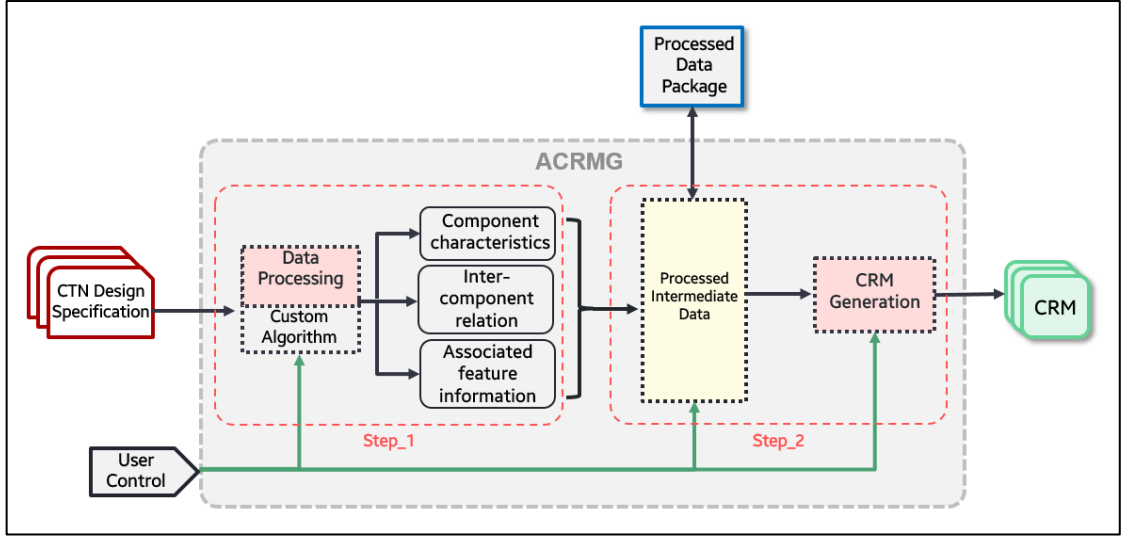 Processed
Data
Package
ACRMG
CTN Design
Specification
Data
Processing
Custom
Algorithm
Component
characteristics
Inter-
component
relation
Associated
feature
information
Step_1
Processed
Intermediate
Data
CRM
Generation
Step_2
CRM
User
Control